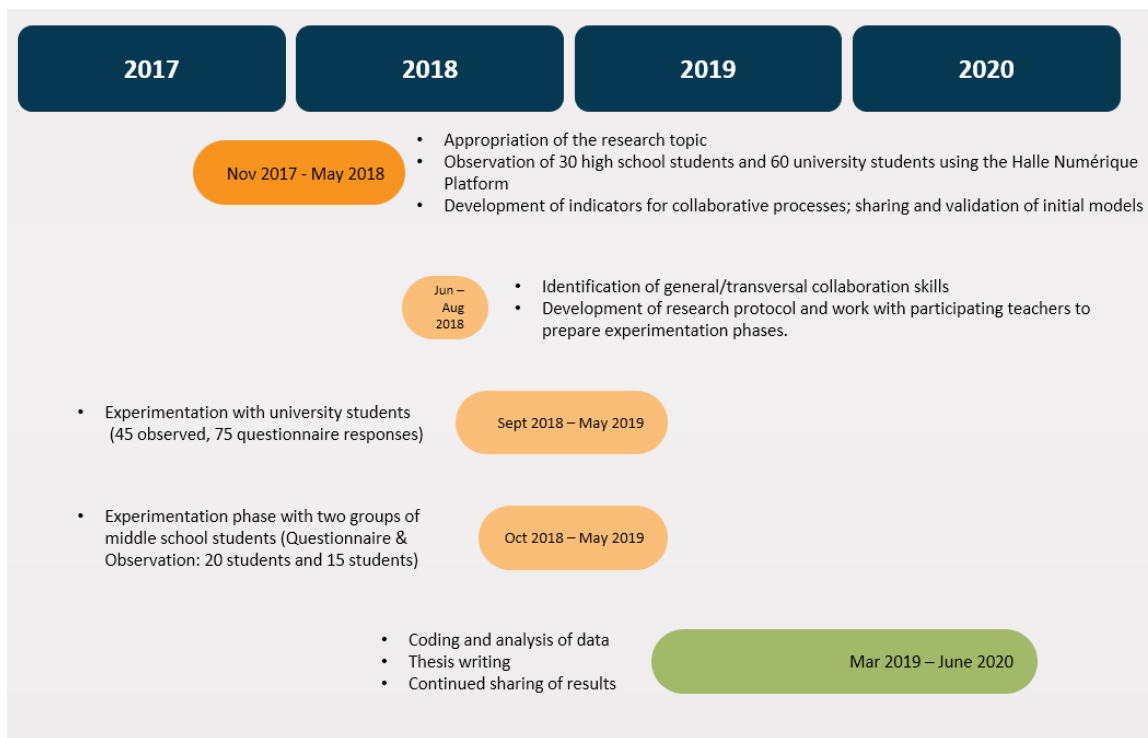 2017
2018
2019
2020
Nov 2017 - May 2018
• Appropriation of the research topic
• Observation of 30 high school students and 60 university students using the Halle Numérique
Platform
• Development of indicators for collaborative processes; sharing and validation of initial models
Jun –
Aug
2018
• Identification of general/transversal collaboration skills
• Development of research protocol and work with participating teachers to
prepare experimentation phases.
• Experimentation with university students
(45 observed, 75 questionnaire responses)
Sept 2018 – May 2019
• Experimentation phase with two groups of
middle school students (Questionnaire &
Observation: 20 students and 15 students)
Oct 2018 – May 2019
• Coding and analysis of data
• Thesis writing
• Continued sharing of results
Mar 2019 – June 2020